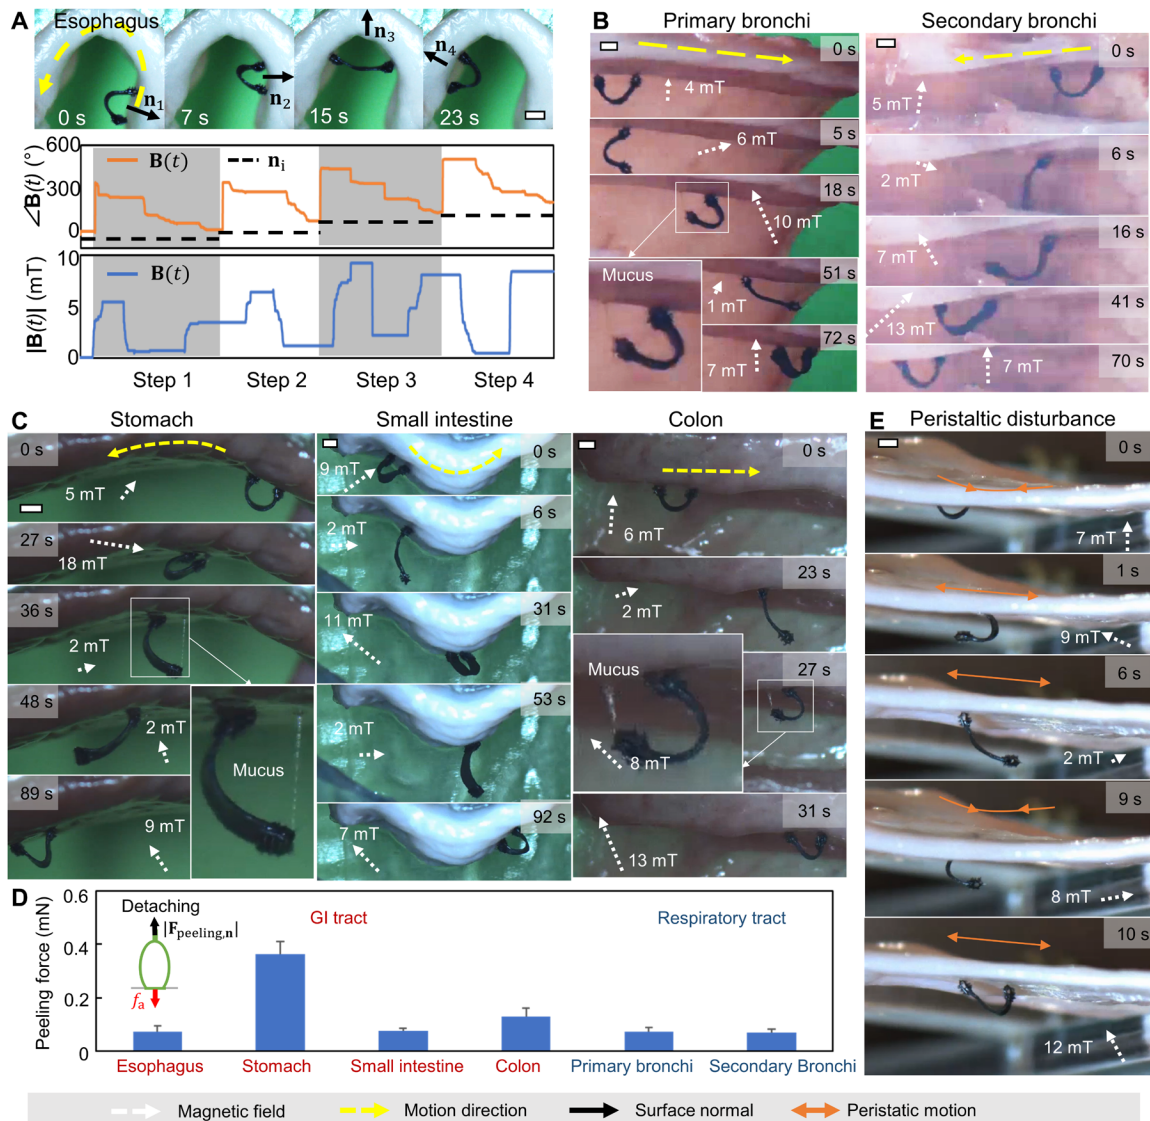 A
Esophagus
n₁
n₂
n₃
n₄
0 s
7 s
15 s
23 s
∠B(t) (°)
600
300
0
B(t)
nᵢ
|B(t)| (mT)
10
5
0
B(t)
Step 1
Step 2
Step 3
Step 4
B
Primary bronchi
0 s
4 mT
5 s
6 mT
18 s
10 mT
Mucus
51 s
1 mT
72 s
7 mT
Secondary bronchi
0 s
5 mT
6 s
2 mT
16 s
7 mT
41 s
13 mT
70 s
7 mT
C
Stomach
0 s
5 mT
27 s
18 mT
36 s
2 mT
48 s
2 mT
Mucus
89 s
9 mT
Small intestine
0 s
9 mT
6 s
2 mT
31 s
11 mT
53 s
2 mT
92 s
7 mT
Colon
0 s
6 mT
23 s
2 mT
27 s
Mucus
8 mT
31 s
13 mT
D
Peeling force (mN)
0.6
0.4
0.2
0
Detaching
|F_peeling,n|
f_a
GI tract
Respiratory tract
Esophagus
Stomach
Small intestine
Colon
Primary bronchi
Secondary Bronchi
E
Peristaltic disturbance
0 s
7 mT
1 s
9 mT
6 s
2 mT
9 s
8 mT
10 s
12 mT
Magnetic field
Motion direction
Surface normal
Peristatic motion